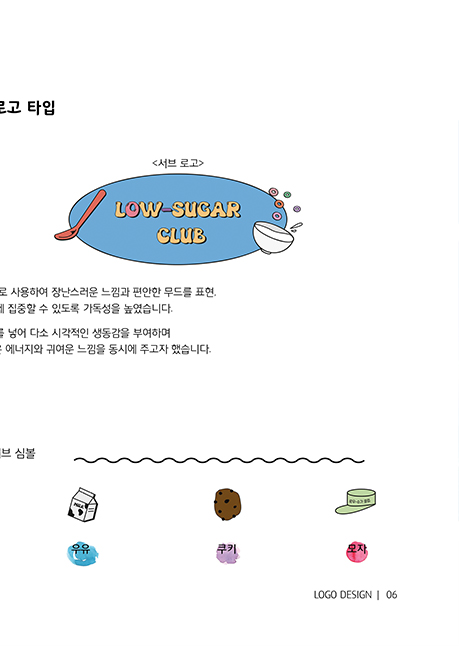 로고 타입
<서브 로고>
LOW-SUGAR
CLUB
로 사용하여 장난스러운 느낌과 편안한 무드를 표현.
에 집중할 수 있도록 가독성을 높였습니다.
를 넣어 다소 시각적인 생동감을 부여하며
에너지와 귀여운 느낌을 동시에 주고자 했습니다.
심볼
MILK
우유
쿠키
모자
LOGO DESIGN | 06